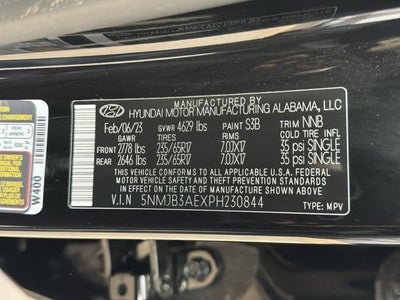 MANUFACTURED BY
HYUNDAI MOTOR MANUFACTURING ALABAMA, LLC
Feb/06/23 GVWR 4629 lbs PAINT S3B TRIM NNB
GAWR TIRES RIMS COLD INFL
FRONT 2778 lbs 235/65R17 7.0JX17 35 psi SGL
REAR 2646 lbs 235/65R17 7.0JX17 35 psi SGL
THIS VEHICLE CONFORMS TO ALL APPLICABLE U.S. FEDERAL
MOTOR VEHICLE SAFETY, BUMPER, AND THEFT PREVENTION
STANDARDS IN EFFECT ON THE DATE OF MANUFACTURE SHOWN ABOVE.
V.I.N 5NMJB3AEXPH230844 TYPE: MPV
W400